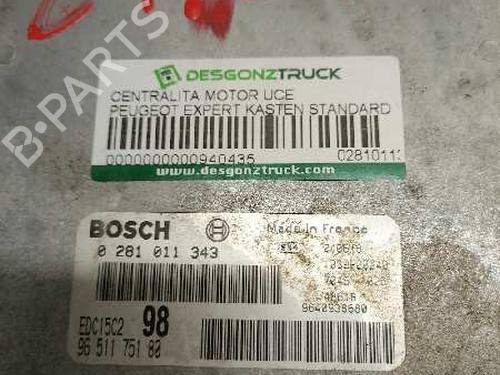 DESGONZTRUCK
CENTRALITA MOTOR UCE
PEUGEOT EXPERT KASTEN STANDARD
0000000000940435
www.desgonztruck.com
B-PARTS
BOSCH
Made in France
0 281 011 343
EDC15C2 98
96 511 751 80
9640938680